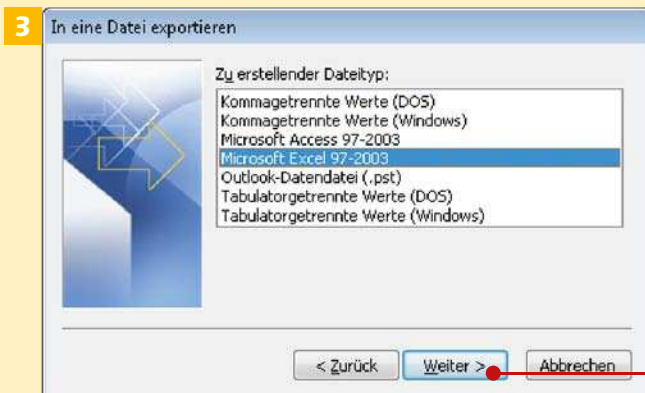 3
In eine Datei exportieren
Zu erstellender Dateityp:
Kommagetrennte Werte (DOS)
Kommagetrennte Werte (Windows)
Microsoft Access 97-2003
Microsoft Excel 97-2003
Outlook-Datendatei (.pst)
Tabulatorgetrennte Werte (DOS)
Tabulatorgetrennte Werte (Windows)
< Zurück Weiter > Abbrechen